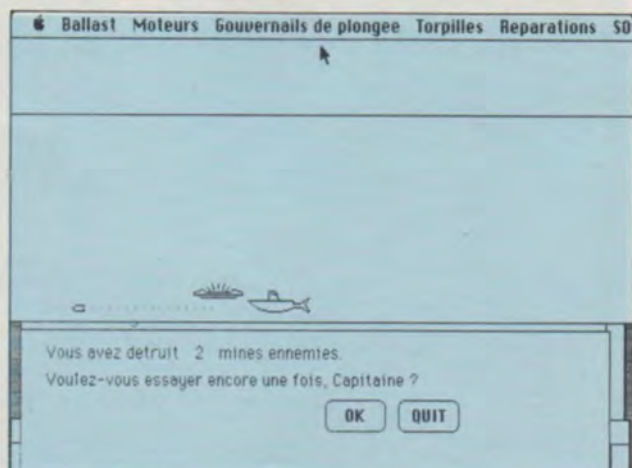 Ballast Moteurs Gouvernails de plongee Torpilles Reparations SO
Vous avez detruit 2 mines ennemies.
Voulez-vous essayer encore une fois, Capitaine ?
OK QUIT